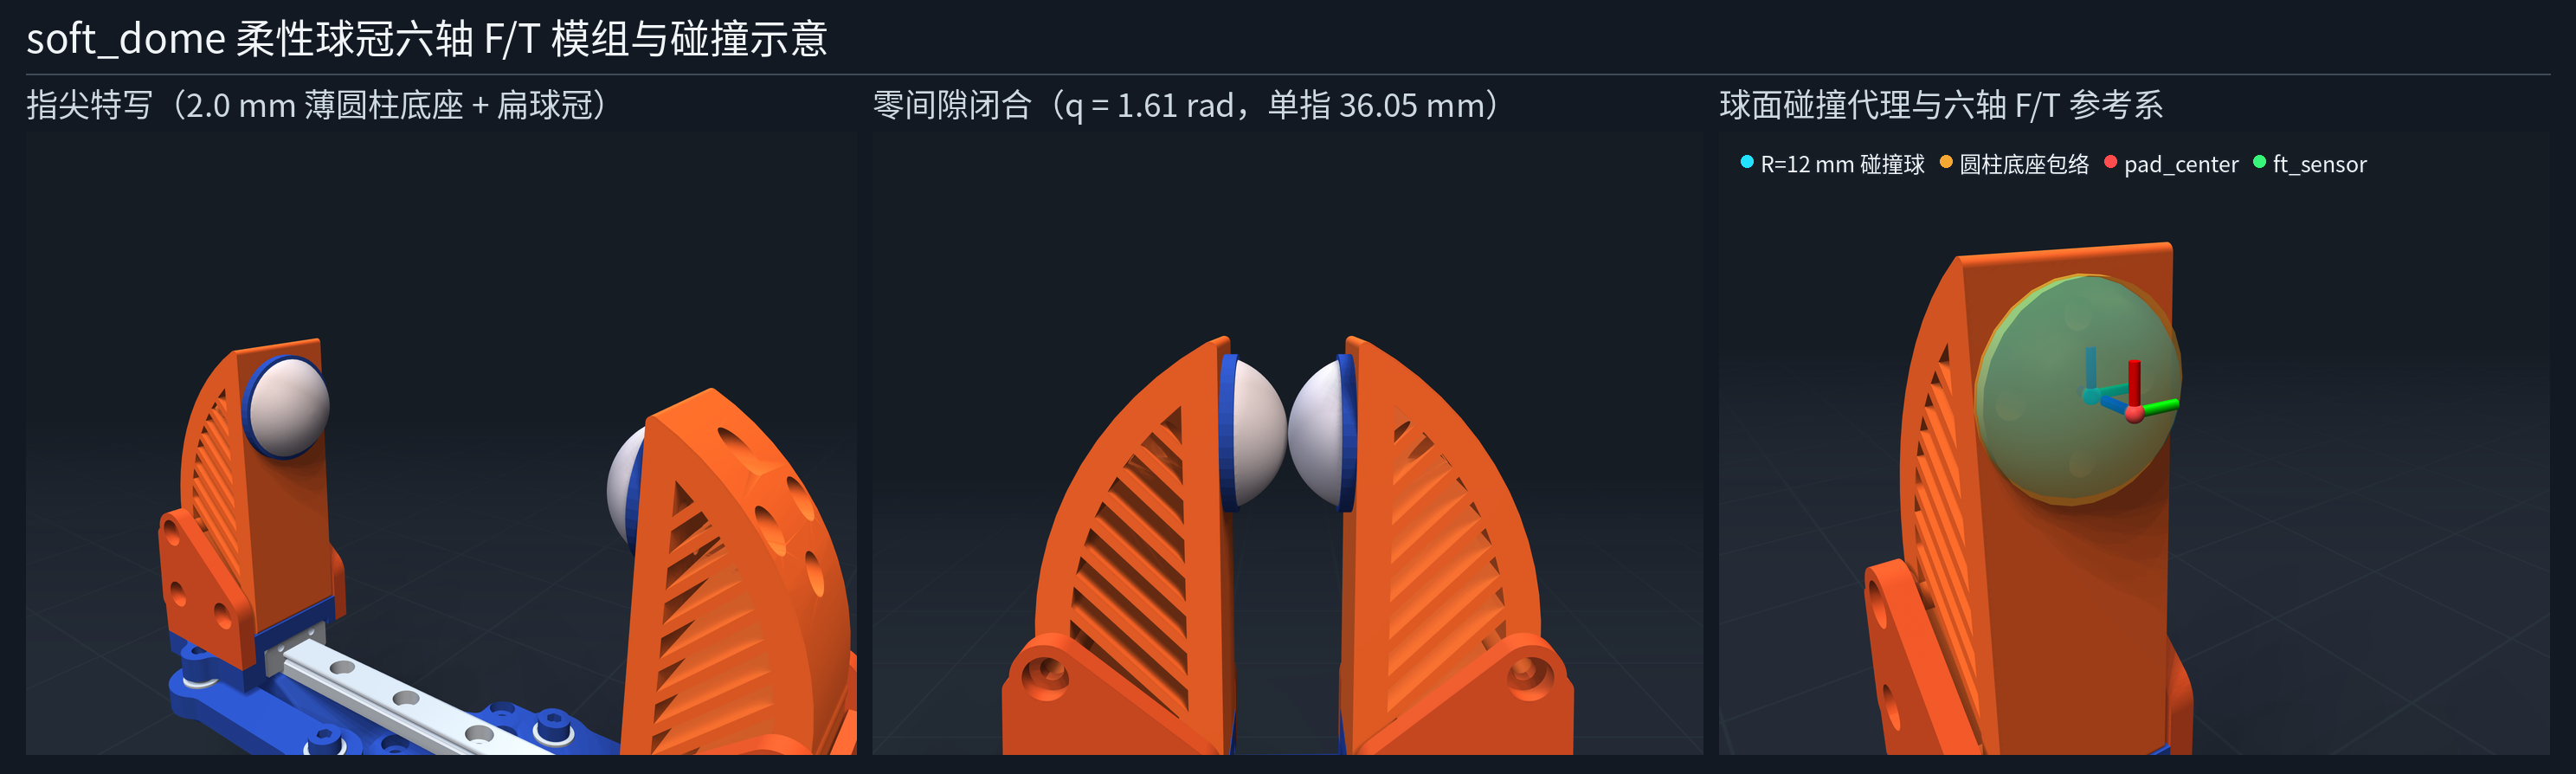 soft_dome 柔性球冠六轴 F/T 模组与碰撞示意
指尖特写（2.0 mm 薄圆柱底座 + 扁球冠）
零间隙闭合（q = 1.61 rad，单指 36.05 mm）
球面碰撞代理与六轴 F/T 参考系
R=12 mm 碰撞球 圆柱底座包络 pad_center ft_sensor